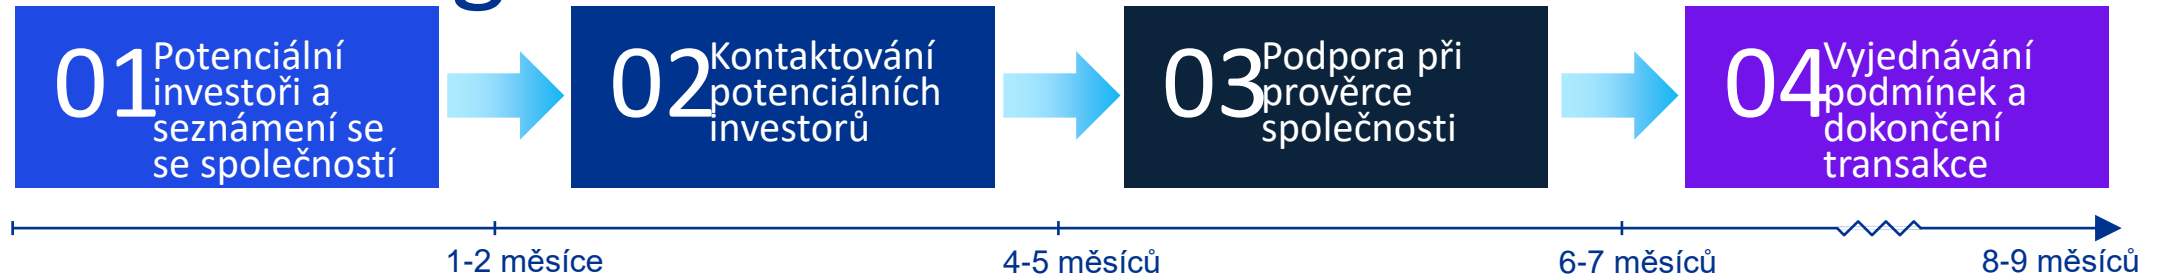 01
Potenciální
investoři a
seznámení se
se společností
02
Kontaktování
potenciálních
investorů
03
Podpora při
prověrce
společnosti
04
Vyjednávání
podmínek a
dokončení
transakce
1-2 měsíce
4-5 měsíců
6-7 měsíců
8-9 měsíců